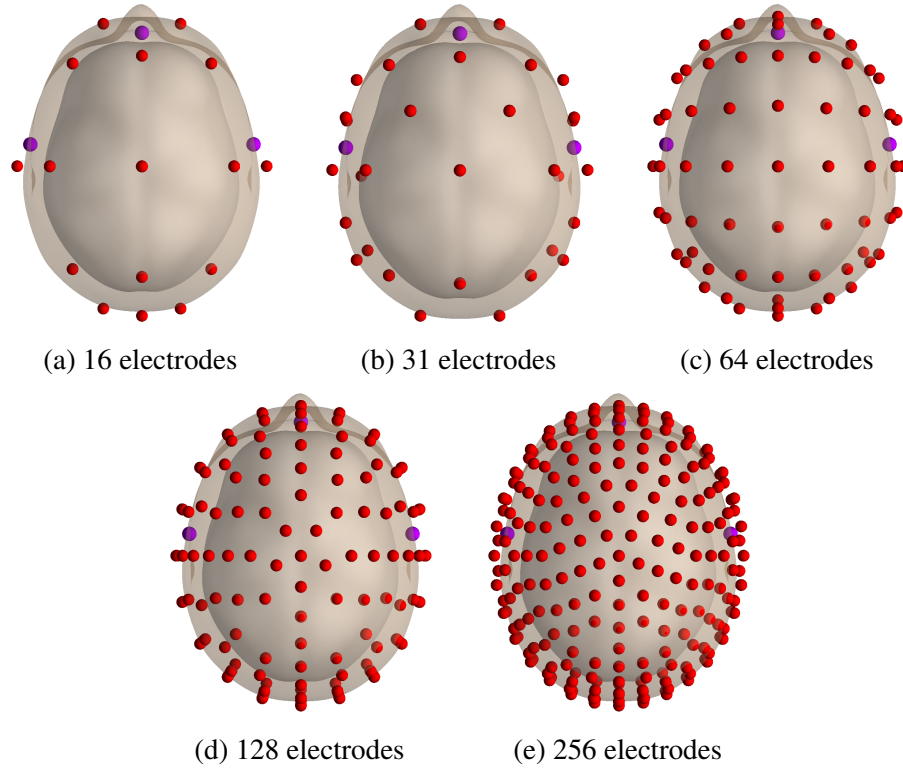 (a) 16 electrodes
(b) 31 electrodes
(c) 64 electrodes
(d) 128 electrodes
(e) 256 electrodes